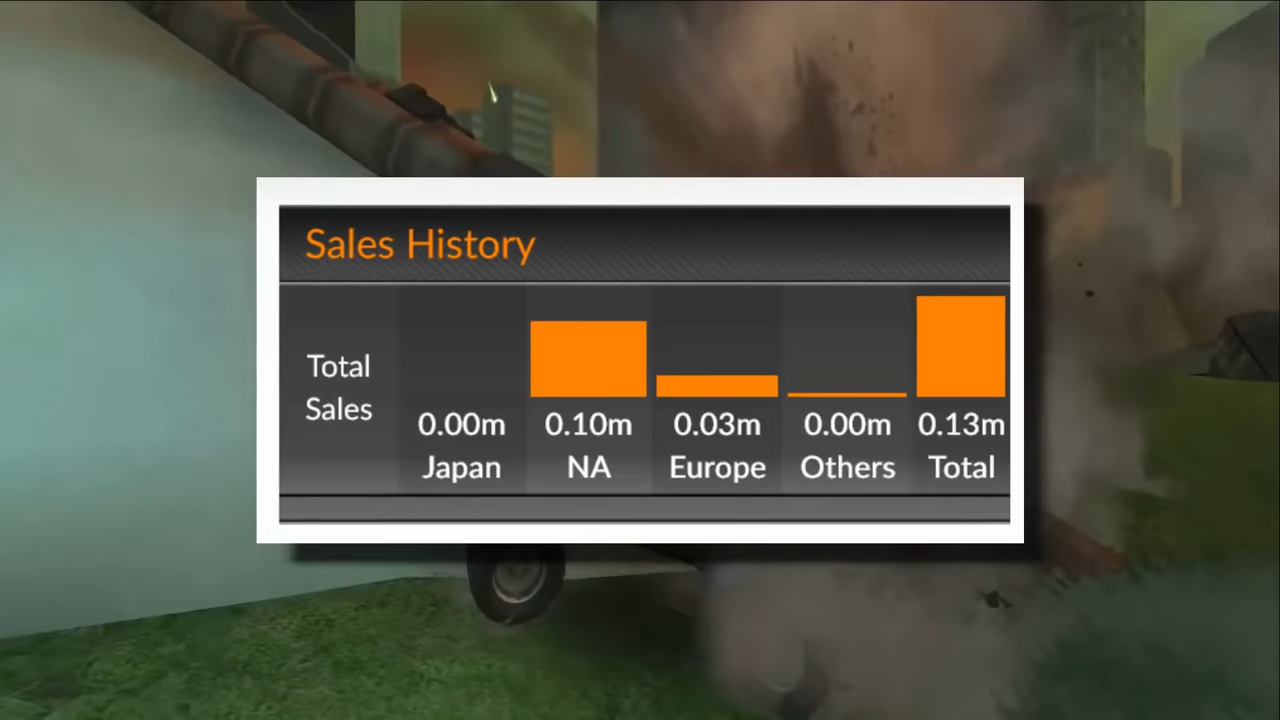 Sales History
Total
Sales
0.00m 0.10m 0.03m 0.00m 0.13m
Japan NA Europe Others Total